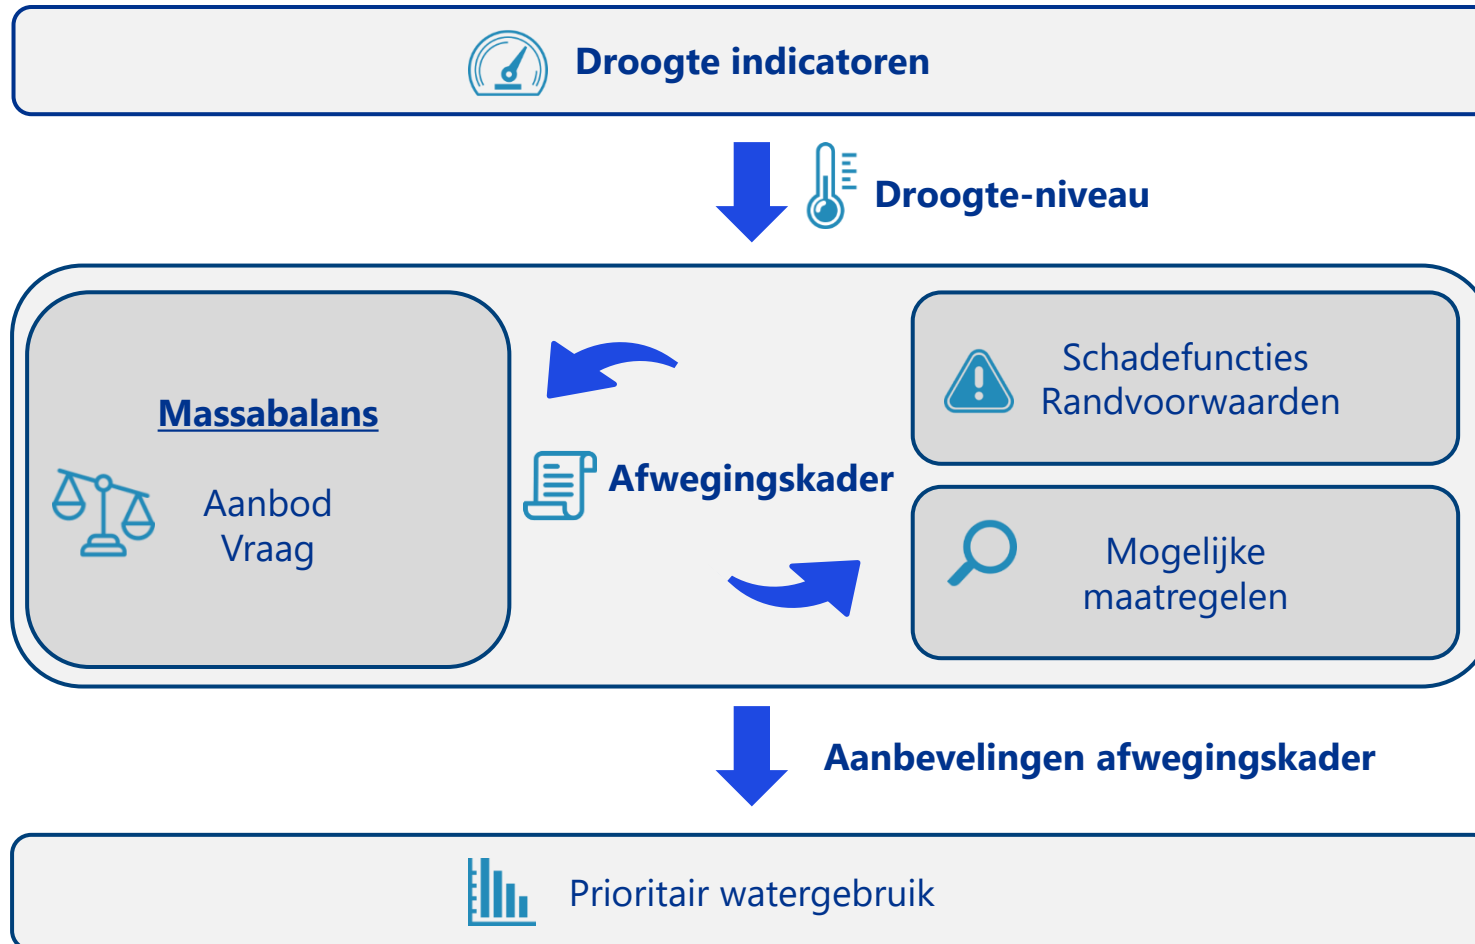 Droogte indicatoren
Droogte-niveau
Massabalans
Aanbod
Vraag
Afwegingskader
Schadefuncties
Randvoorwaarden
Mogelijke
maatregelen
Aanbevelingen afwegingskader
Prioritair watergebruik